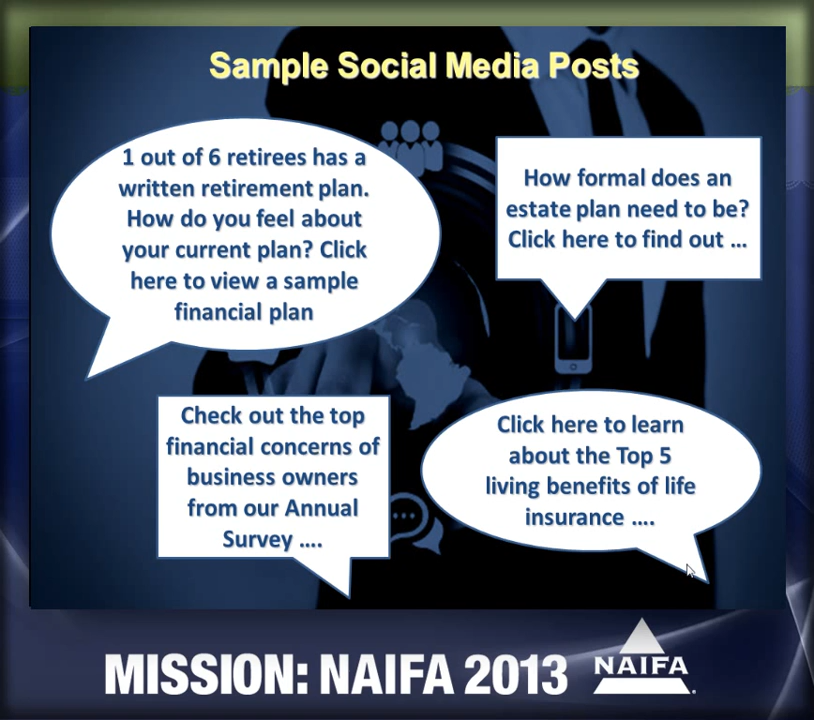 Sample Social Media Posts
1 out of 6 retirees has a
written retirement plan.
How do you feel about
your current plan? Click
here to view a sample
financial plan
How formal does an
estate plan need to be?
Click here to find out ...
Check out the top
financial concerns of
business owners
from our Annual
Survey ....
Click here to learn
about the Top 5
living benefits of life
insurance ....
MISSION: NAIFA 2013
NAIFA